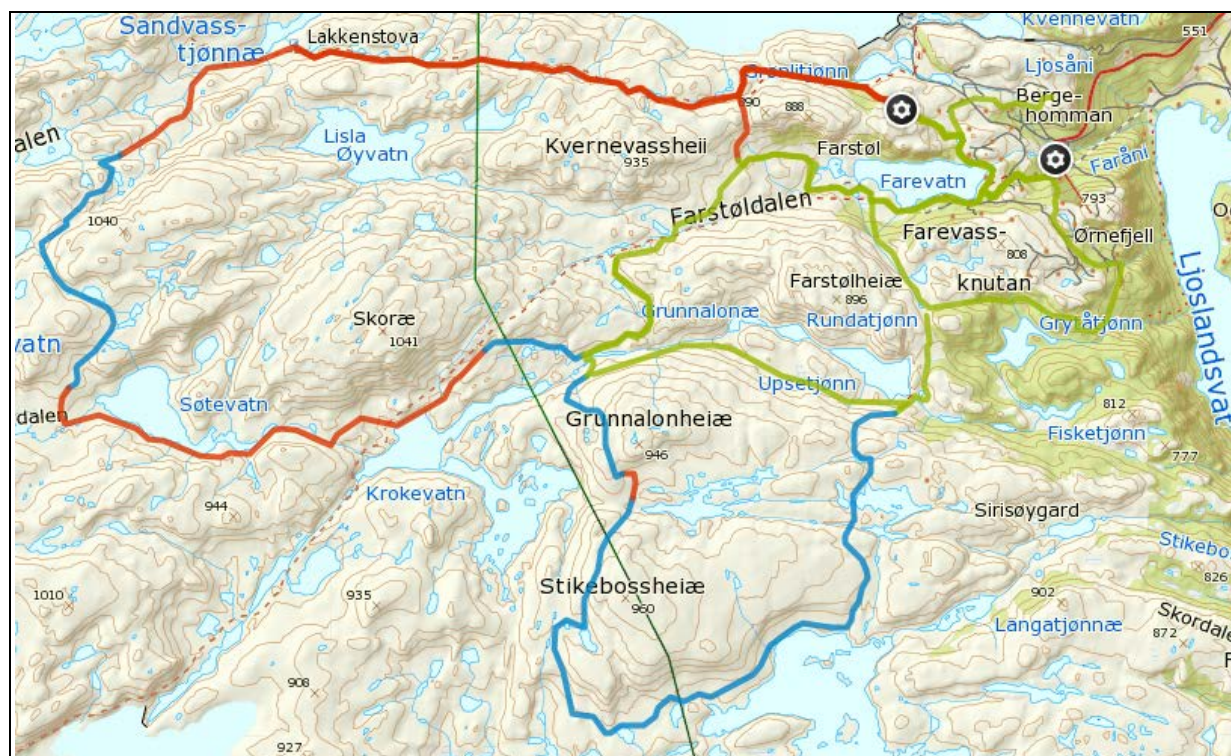 Sandvass-
tjønnæ
Lakkenstova
Kvennevatn
551
Ljosåni
Grønlitjønn
Berge-
homman
alen
Lisla
Øyvatn
Kvernevassheii
935
888
Farstøl
Faråni
Farevatn
793
1040
Farstøldalen
Farevass-
knutan
808
Ørnefjell
Ljoslandsvat
Farstølheiæ
896
Rundatjønn
Grunnalonæ
Skoræ
1041
vatn
Søtevatn
dalen
Upsetjønn
Grunnalonheiæ
946
812
Fisketjønn
777
944
Krokevatn
Sirisøygard
Stikebo
826
Stikebossheiæ
960
1010
935
902
Langatjønnæ
Skordale
872
F
908
927